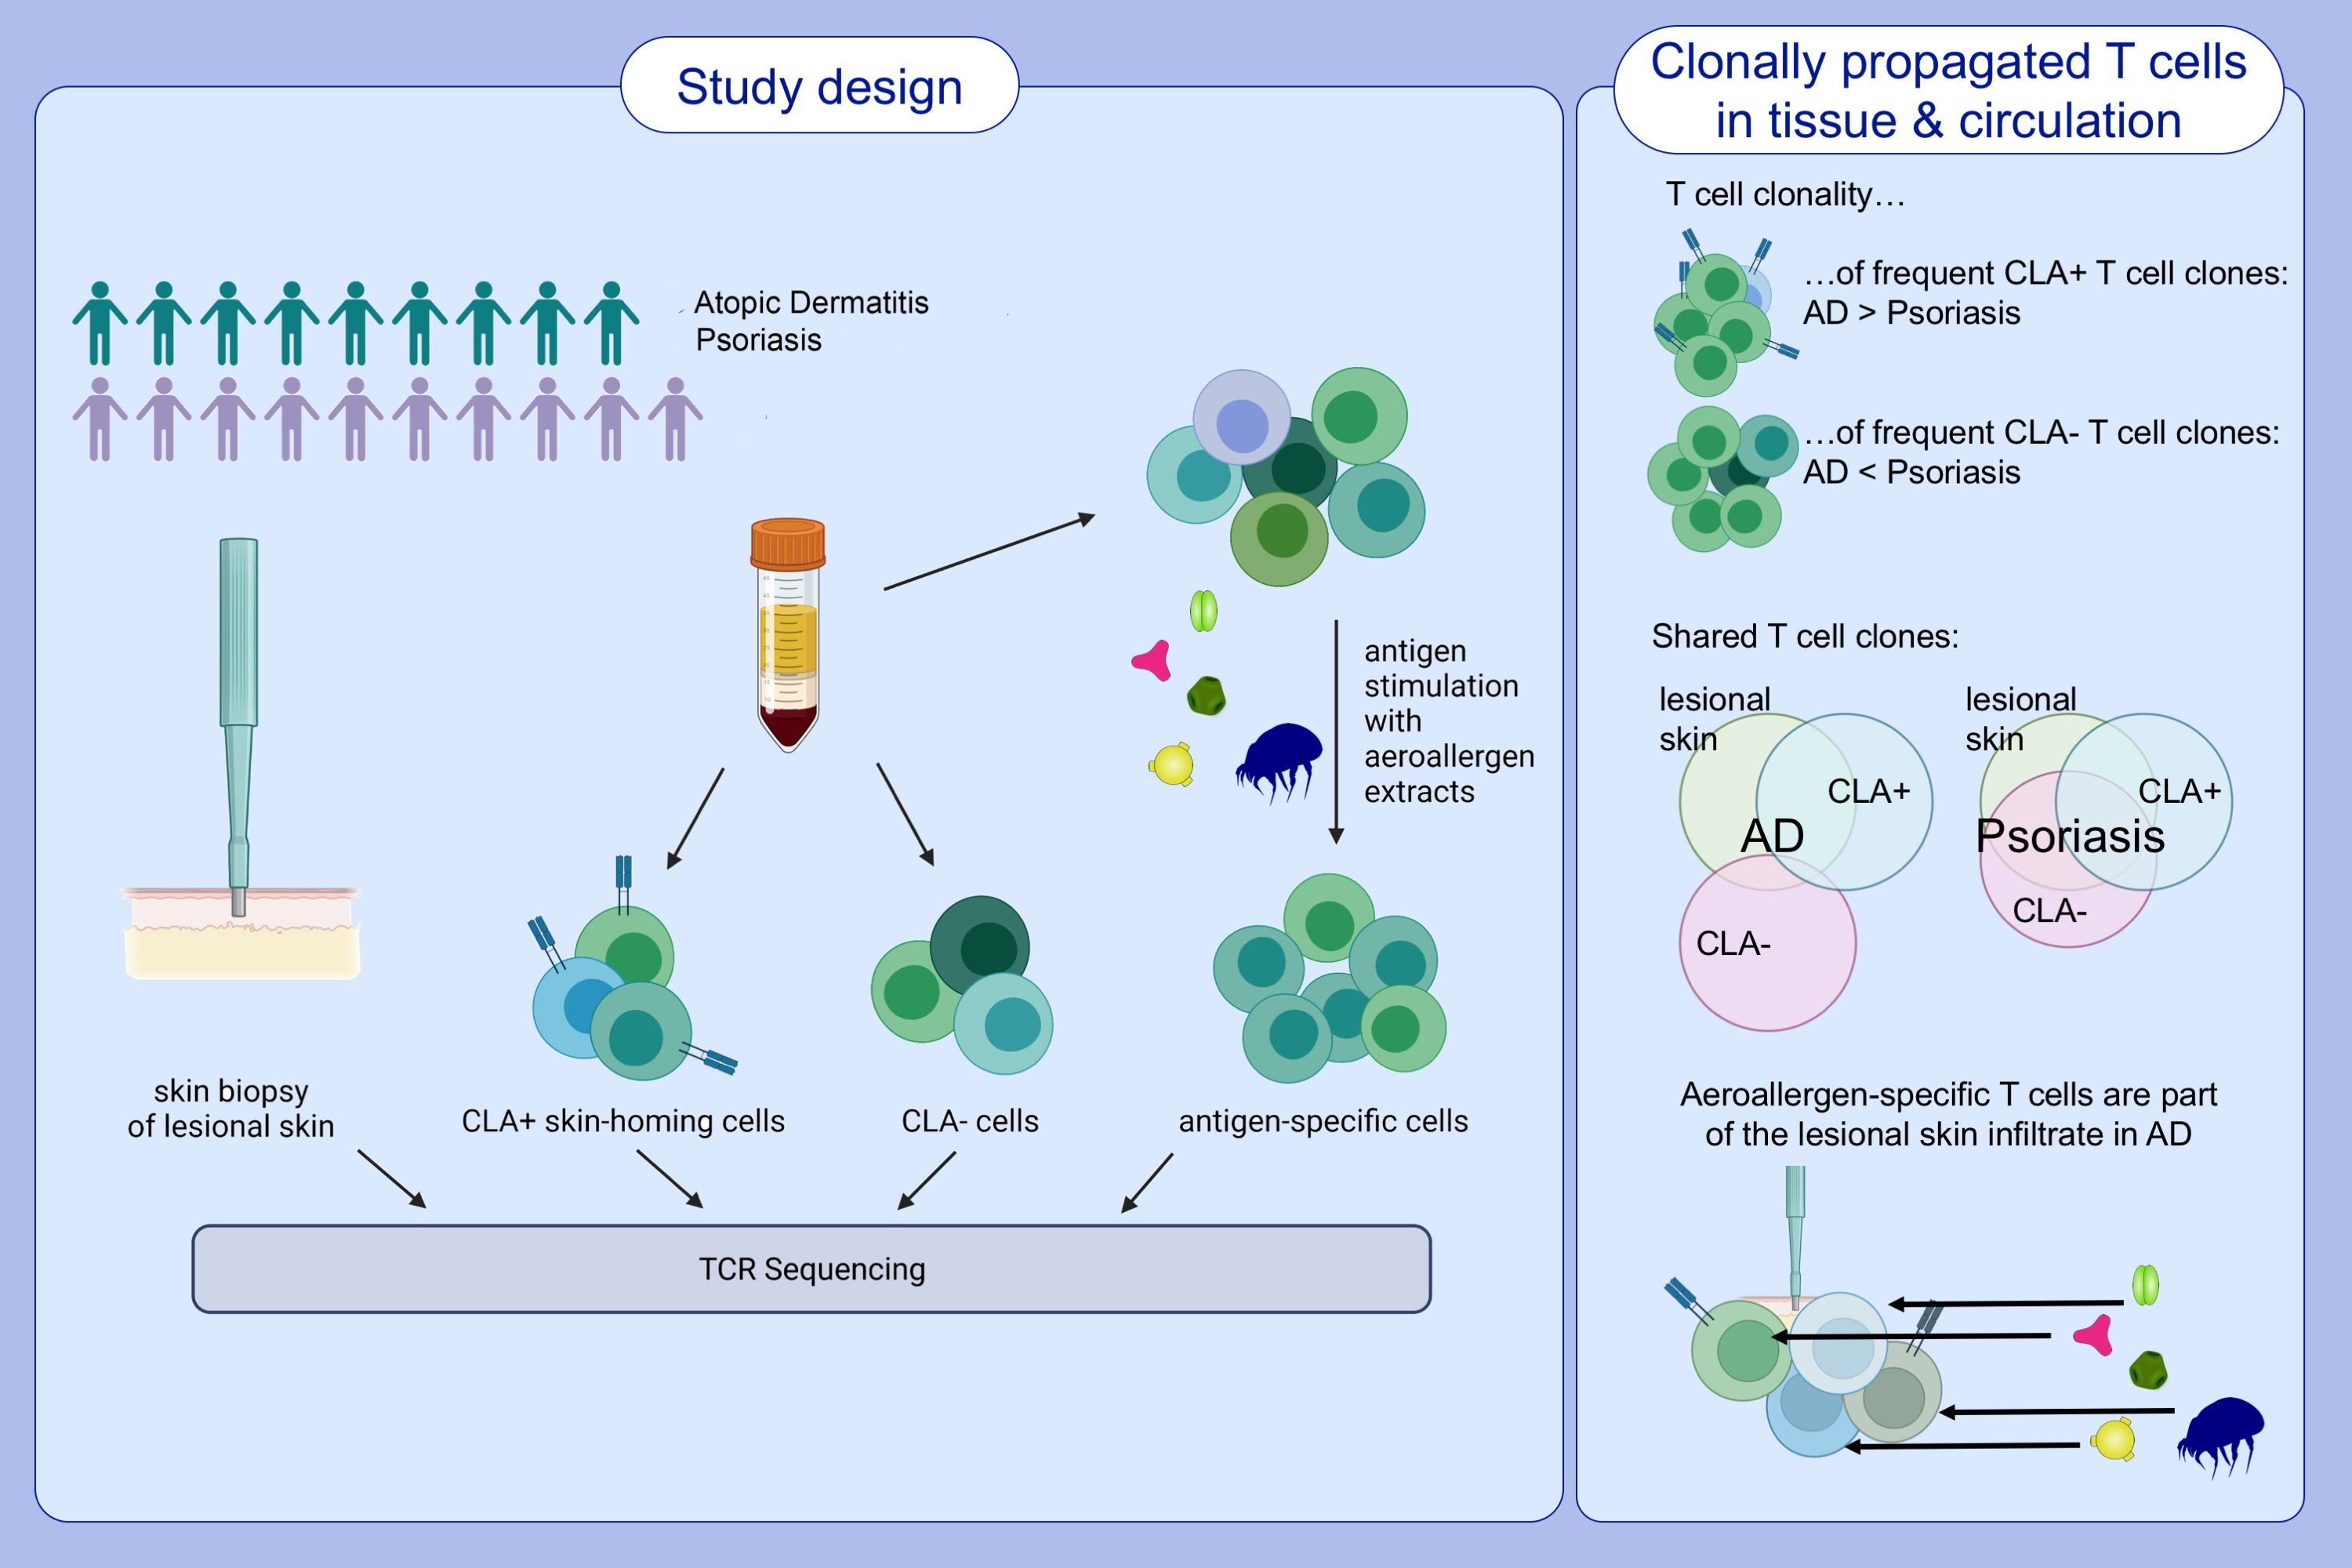 Study design
Atopic Dermatitis
Psoriasis
antigen
stimulation
with
aeroallergen
extracts
skin biopsy
of lesional skin
CLA+ skin-homing cells
CLA- cells
antigen-specific cells
TCR Sequencing
Clonally propagated T cells
in tissue & circulation
T cell clonality…
…of frequent CLA+ T cell clones:
AD > Psoriasis
…of frequent CLA- T cell clones:
AD < Psoriasis
Shared T cell clones:
lesional
skin
CLA+
AD
CLA-
lesional
skin
CLA+
Psoriasis
CLA-
Aeroallergen-specific T cells are part
of the lesional skin infiltrate in AD